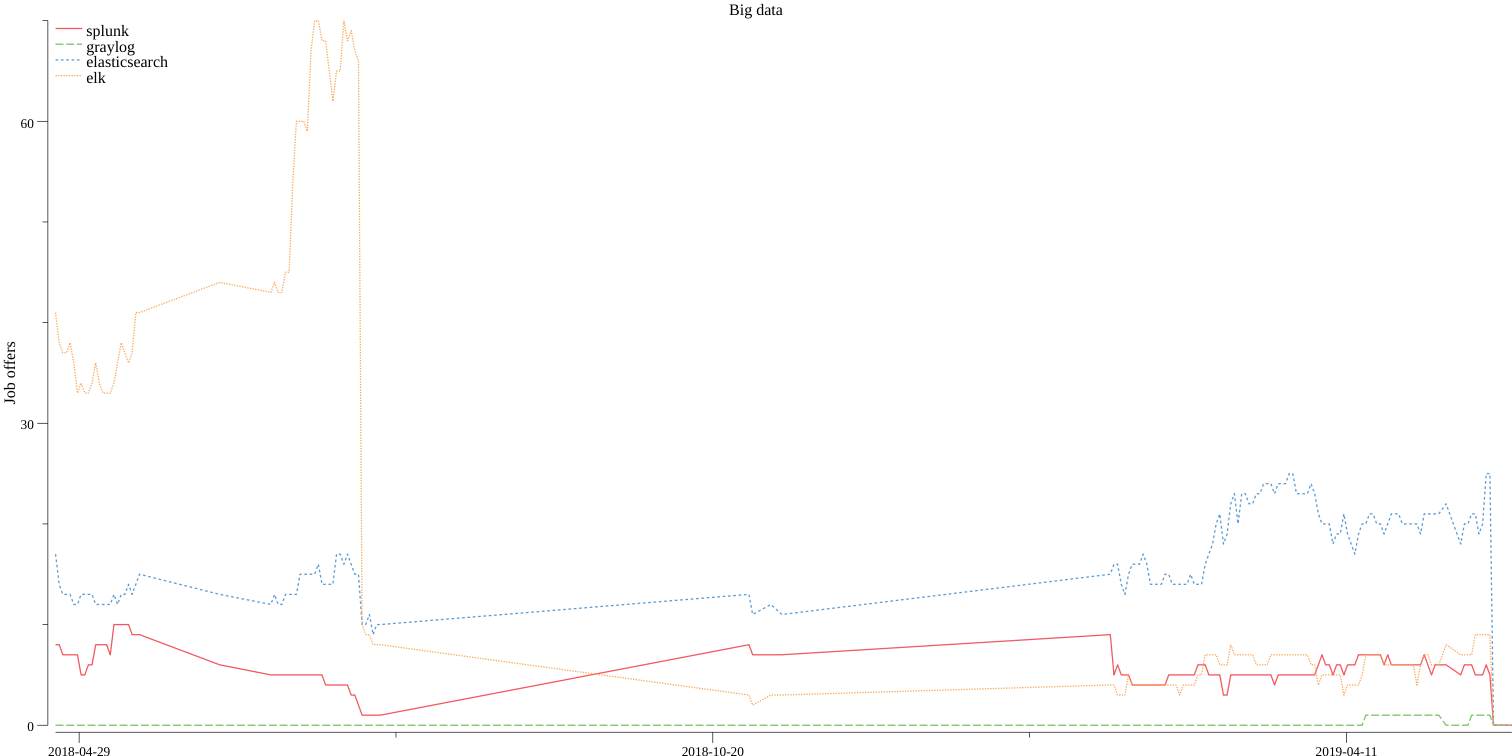 Big data
splunk
graylog
elasticsearch
elk
60
Job offers
30
0
2018-04-29
2018-10-20
2019-04-11